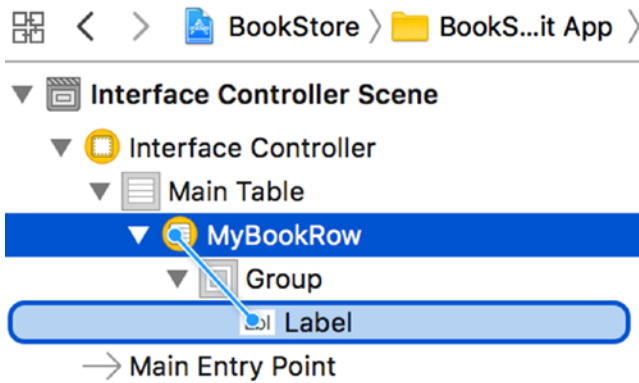 BookStore BookS...it App
Interface Controller Scene
Interface Controller
Main Table
MyBookRow
Group
Label
Main Entry Point